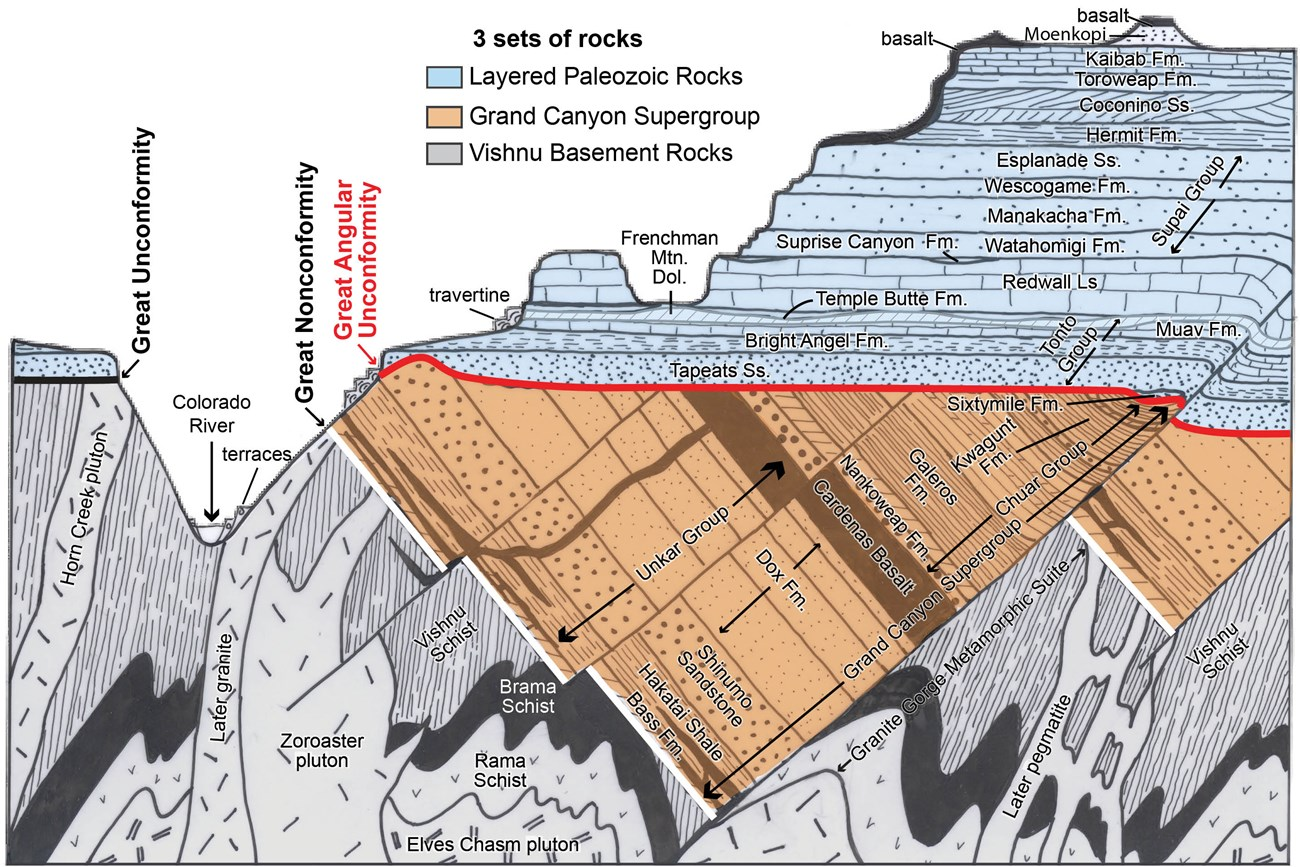 3 sets of rocks
Layered Paleozoic Rocks
Grand Canyon Supergroup
Vishnu Basement Rocks
basalt
Moenkopi
basalt
Kaibab Fm.
Toroweap Fm.
Coconino Ss.
Hermit Fm.
Esplanade Ss.
Wescogame Fm.
Manakacha Fm.
Watahomigi Fm.
Supai Group
Suprise Canyon Fm.
Redwall Ls
Frenchman
Mtn.
Dol.
Temple Butte Fm.
travertine
Muav Fm.
Tonto
Group
Bright Angel Fm.
Tapeats Ss.
Great Unconformity
Great Nonconformity
Great Angular
Unconformity
Colorado
River
terraces
Sixtymile Fm.
Kwagunt
Fm.
Galeros
Fm.
Chuar Group
Nankoweap Fm.
Cardenas Basalt
Unkar Group
Dox Fm.
Grand Canyon Supergroup
Shinumo
Sandstone
Hakatai Shale
Bass Fm.
Horn Creek pluton
Later granite
Zoroaster
pluton
Vishnu
Schist
Brama
Schist
Rama
Schist
Elves Chasm pluton
Granite Gorge Metamorphic Suite
Later pegmatite
Vishnu
Schist